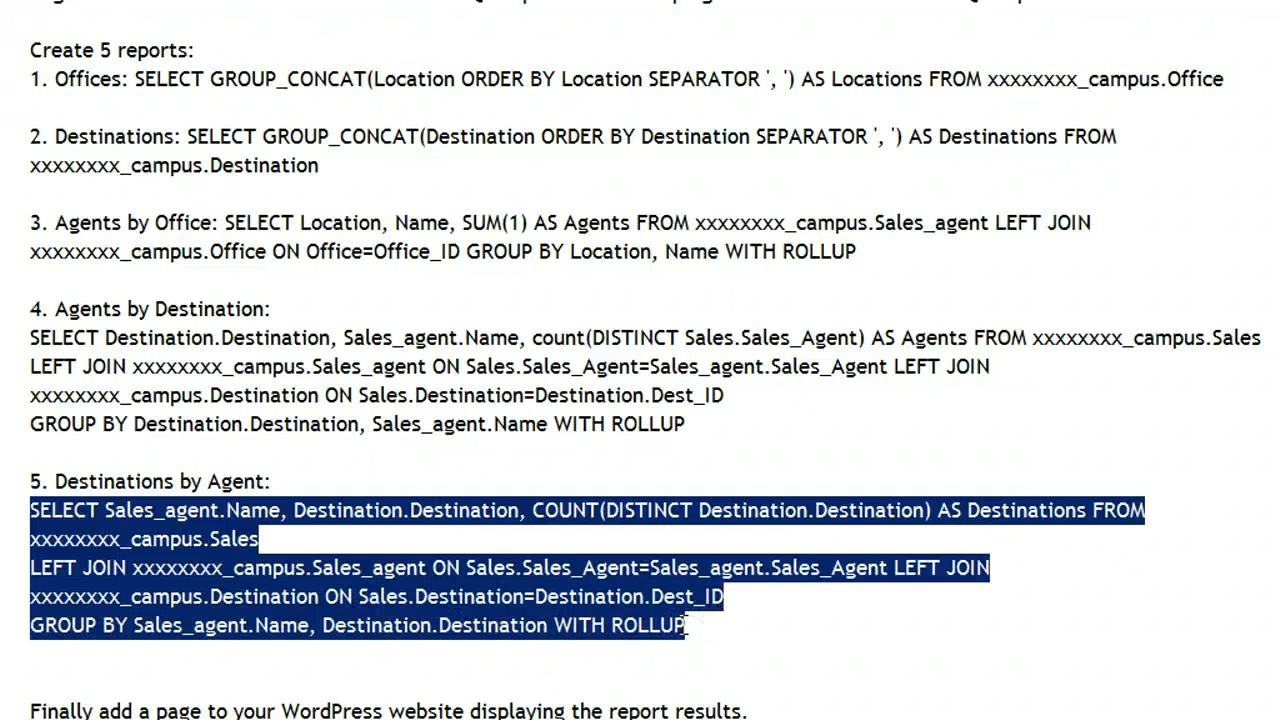 Create 5 reports:
1. Offices: SELECT GROUP_CONCAT(Location ORDER BY Location SEPARATOR ', ') AS Locations FROM xxxxxxxx_campus.Office
2. Destinations: SELECT GROUP_CONCAT(Destination ORDER BY Destination SEPARATOR ', ') AS Destinations FROM
xxxxxxxx_campus.Destination
3. Agents by Office: SELECT Location, Name, SUM(1) AS Agents FROM xxxxxxxx_campus.Sales_agent LEFT JOIN
xxxxxxxx_campus.Office ON Office=Office_ID GROUP BY Location, Name WITH ROLLUP
4. Agents by Destination:
SELECT Destination.Destination, Sales_agent.Name, count(DISTINCT Sales.Sales_Agent) AS Agents FROM xxxxxxxx_campus.Sales
LEFT JOIN xxxxxxxx_campus.Sales_agent ON Sales.Sales_Agent=Sales_agent.Sales_Agent LEFT JOIN
xxxxxxxx_campus.Destination ON Sales.Destination=Destination.Dest_ID
GROUP BY Destination.Destination, Sales_agent.Name WITH ROLLUP
5. Destinations by Agent:
SELECT Sales_agent.Name, Destination.Destination, COUNT(DISTINCT Destination.Destination) AS Destinations FROM
xxxxxxxx_campus.Sales
LEFT JOIN xxxxxxxx_campus.Sales_agent ON Sales.Sales_Agent=Sales_agent.Sales_Agent LEFT JOIN
xxxxxxxx_campus.Destination ON Sales.Destination=Destination.Dest_ID
GROUP BY Sales_agent.Name, Destination.Destination WITH ROLLUP
Finally add a page to your WordPress website displaying the report results.